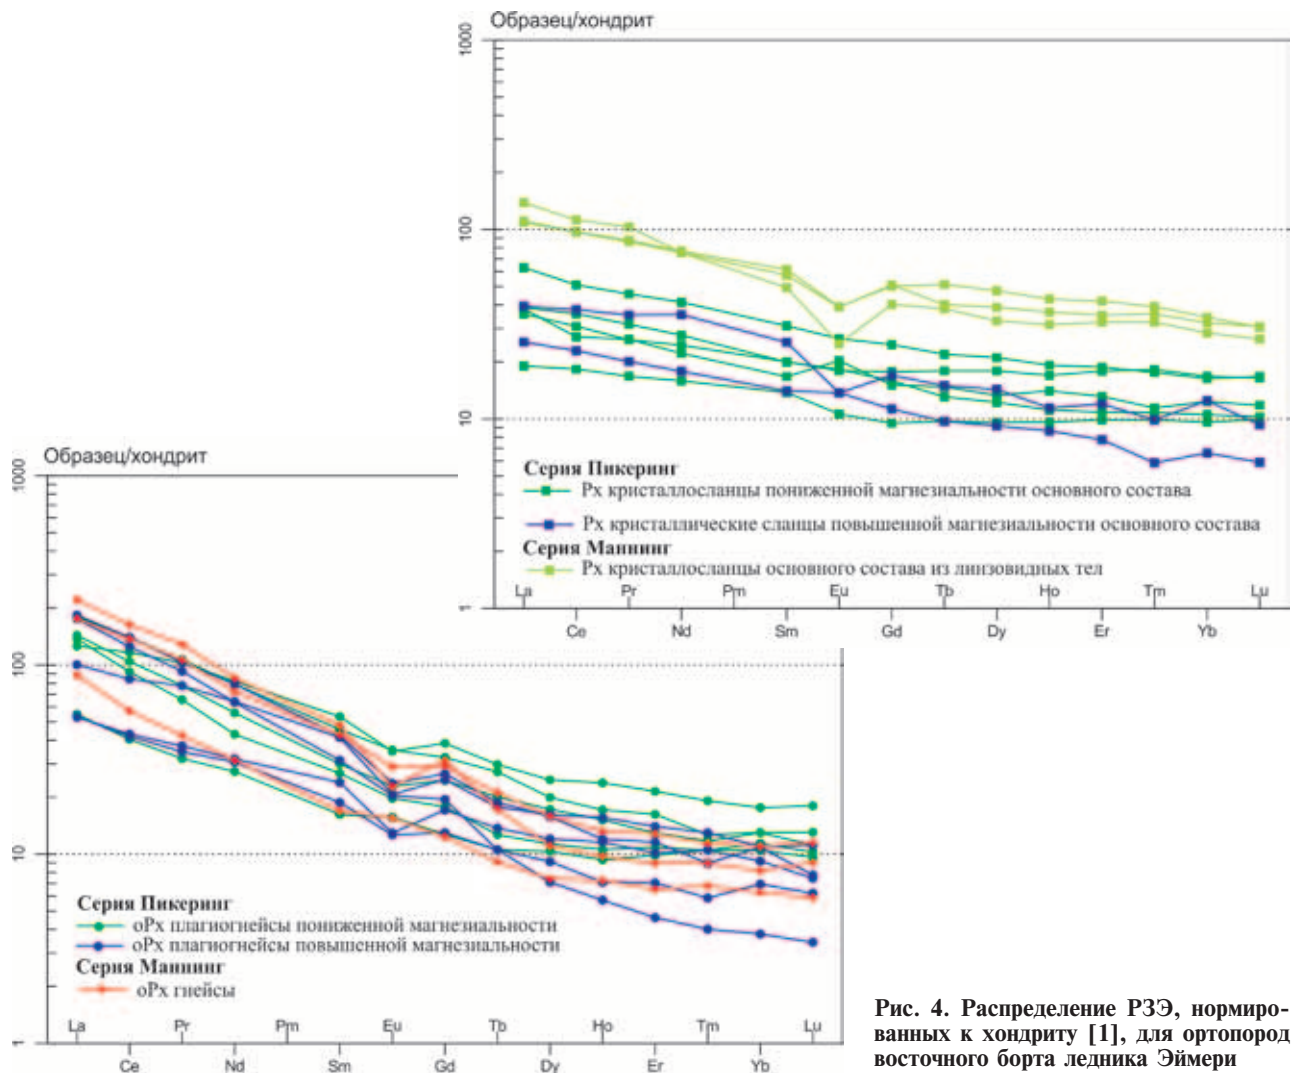 Образец/хондрит
1000
100
10
1
La
Pr
Pm
Eu
Tb
Ho
Tm
Lu
Ce
Nd
Sm
Gd
Dy
Er
Yb
Серия Пикеринг
Px кристаллосланцы пониженной магнезиальности основного состава
Px кристаллические сланцы повышенной магнезиальности основного состава
Серия Маннинг
Px кристаллосланцы основного состава из линзовидных тел
Образец/хондрит
1000
100
10
1
La
Pr
Pm
Eu
Tb
Ho
Tm
Lu
Ce
Nd
Sm
Gd
Dy
Er
Yb
Серия Пикеринг
oPx плагиогнейсы пониженной магнезиальности
oPx плагиогнейсы повышенной магнезиальности
Серия Маннинг
oPx гнейсы
Рис. 4. Распределение РЗЭ, нормиро-
ванных к хондриту [1], для ортопород
восточного борта ледника Эймери